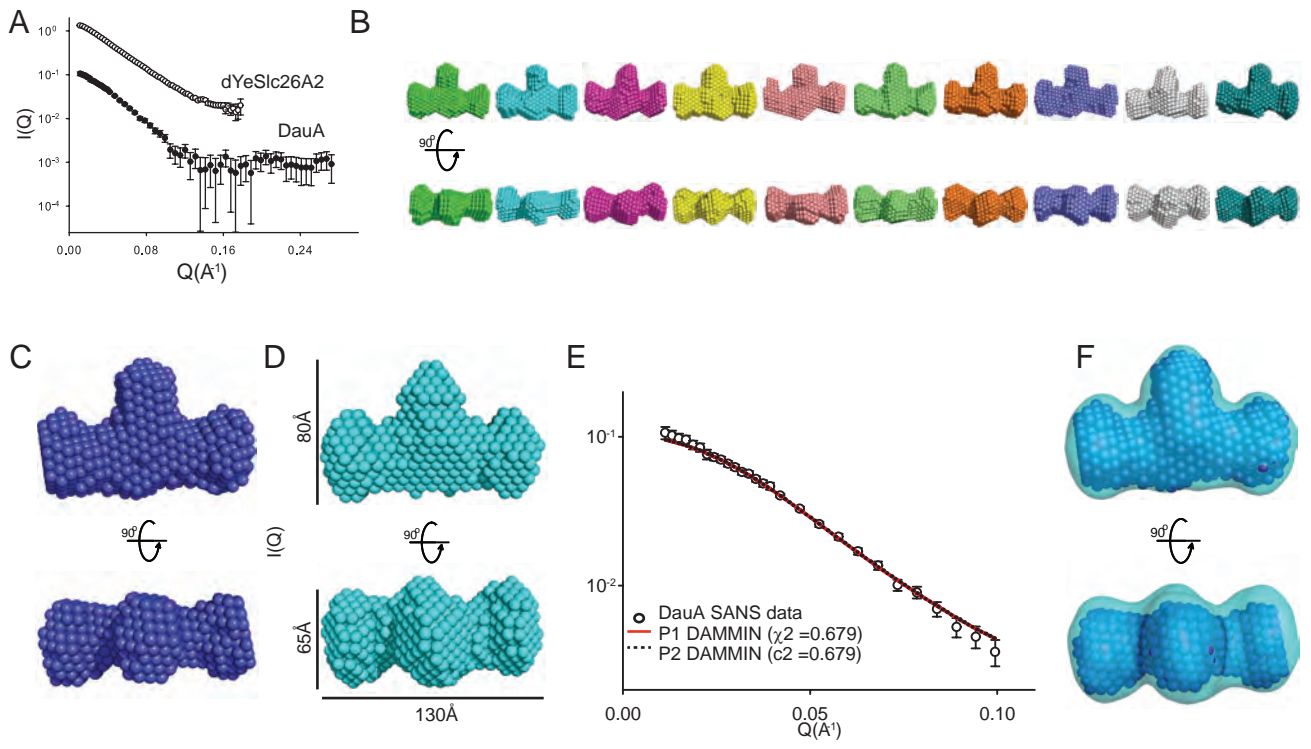 A
I(Q)
10⁰
10⁻¹
10⁻²
10⁻³
10⁻⁴
dYeSlc26A2
DauA
0.00 0.08 0.16 0.24
Q(A⁻¹)
B
90°
C
90°
D
80Å
90°
65Å
130Å
E
I(Q)
10⁻¹
10⁻²
DauA SANS data
P1 DAMMIN (χ2 =0.679)
P2 DAMMIN (c2 =0.679)
0.00 0.05 0.10
Q(A⁻¹)
F
90°